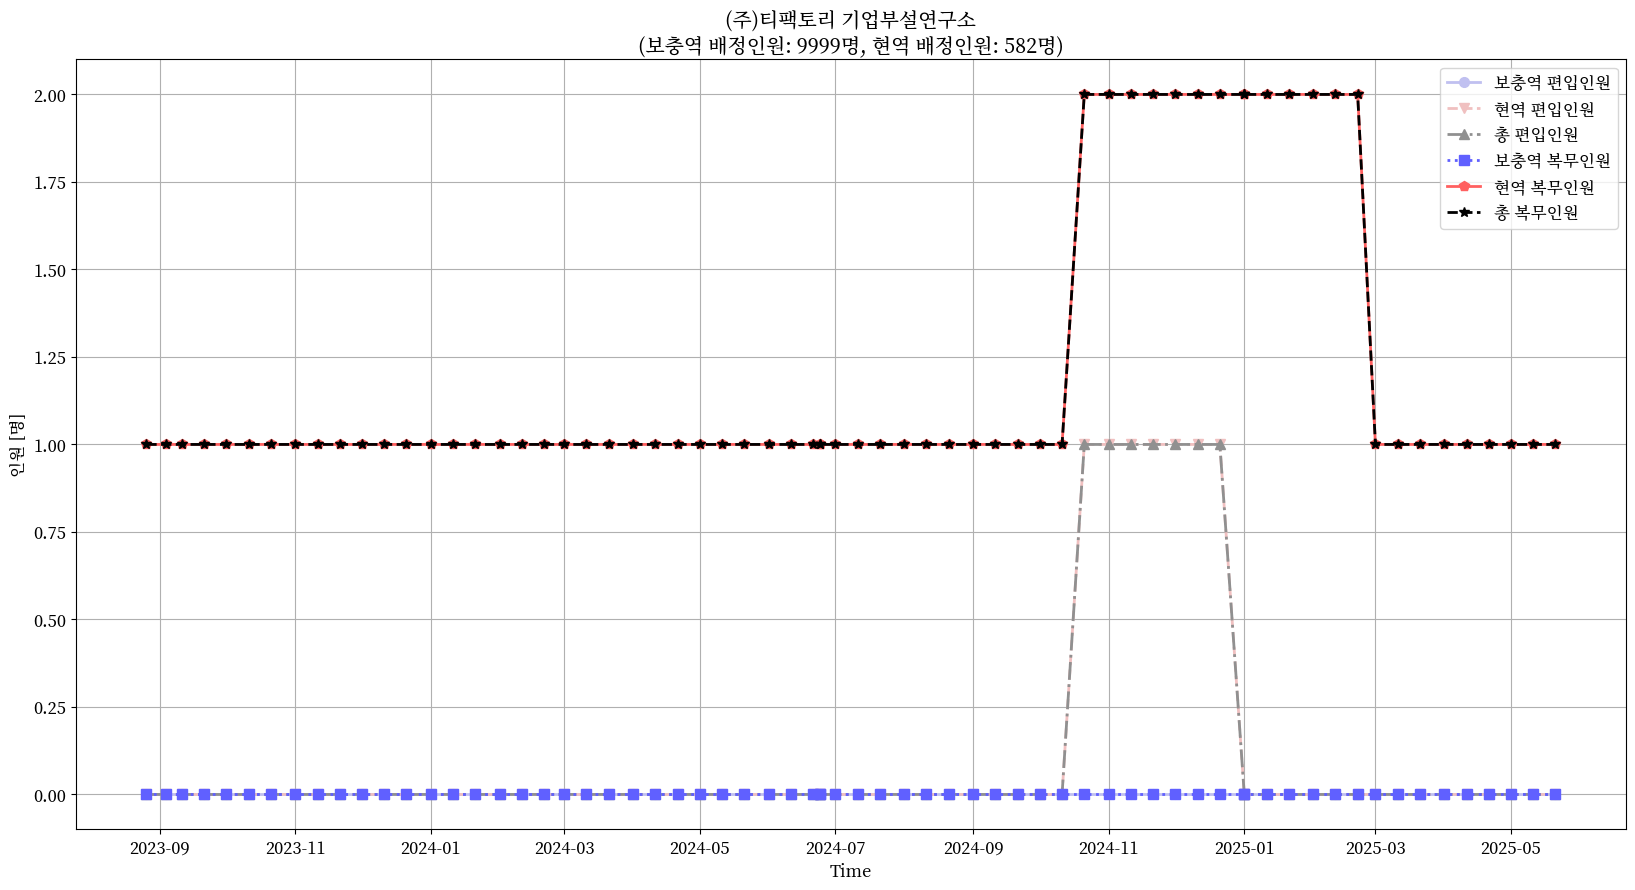 (주)티팩토리 기업부설연구소
(보충역 배정인원: 9999명, 현역 배정인원: 582명)
보충역 편입인원
현역 편입인원
총 편입인원
보충역 복무인원
현역 복무인원
총 복무인원
2.00
1.75
1.50
1.25
1.00
0.75
0.50
0.25
0.00
인원 [명]
2023-09
2023-11
2024-01
2024-03
2024-05
2024-07
2024-09
2024-11
2025-01
2025-03
2025-05
Time